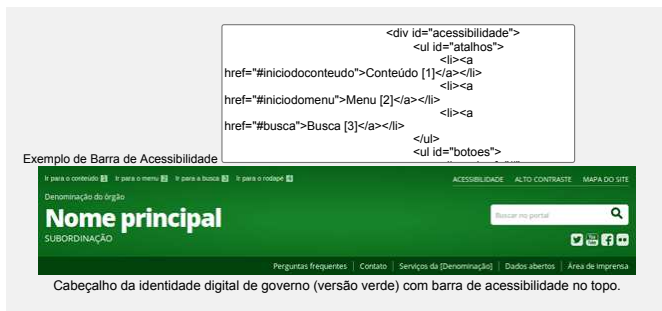 <div id="acessibilidade">
<ul id="atalhos">
<li><a
href="#iniciodoconteudo">Conteúdo [1]</a></li>
<li><a
href="#iniciodomenu">Menu [2]</a></li>
<li><a
href="#busca">Busca [3]</a></li>
</ul>
<ul id="botoes">
Exemplo de Barra de Acessibilidade
Ir para o conteúdo 1 Ir para o menu 2 Ir para a busca 3 Ir para o rodapé 4 ACESSIBILIDADE ALTO CONTRASTE MAPA DO SITE
Denominação do órgão
Nome principal
Buscar no portal
SUBORDINAÇÃO
You Tube
Perguntas frequentes | Contato | Serviços da [Denominação] | Dados abertos | Área de imprensa
Cabeçalho da identidade digital de governo (versão verde) com barra de acessibilidade no topo.